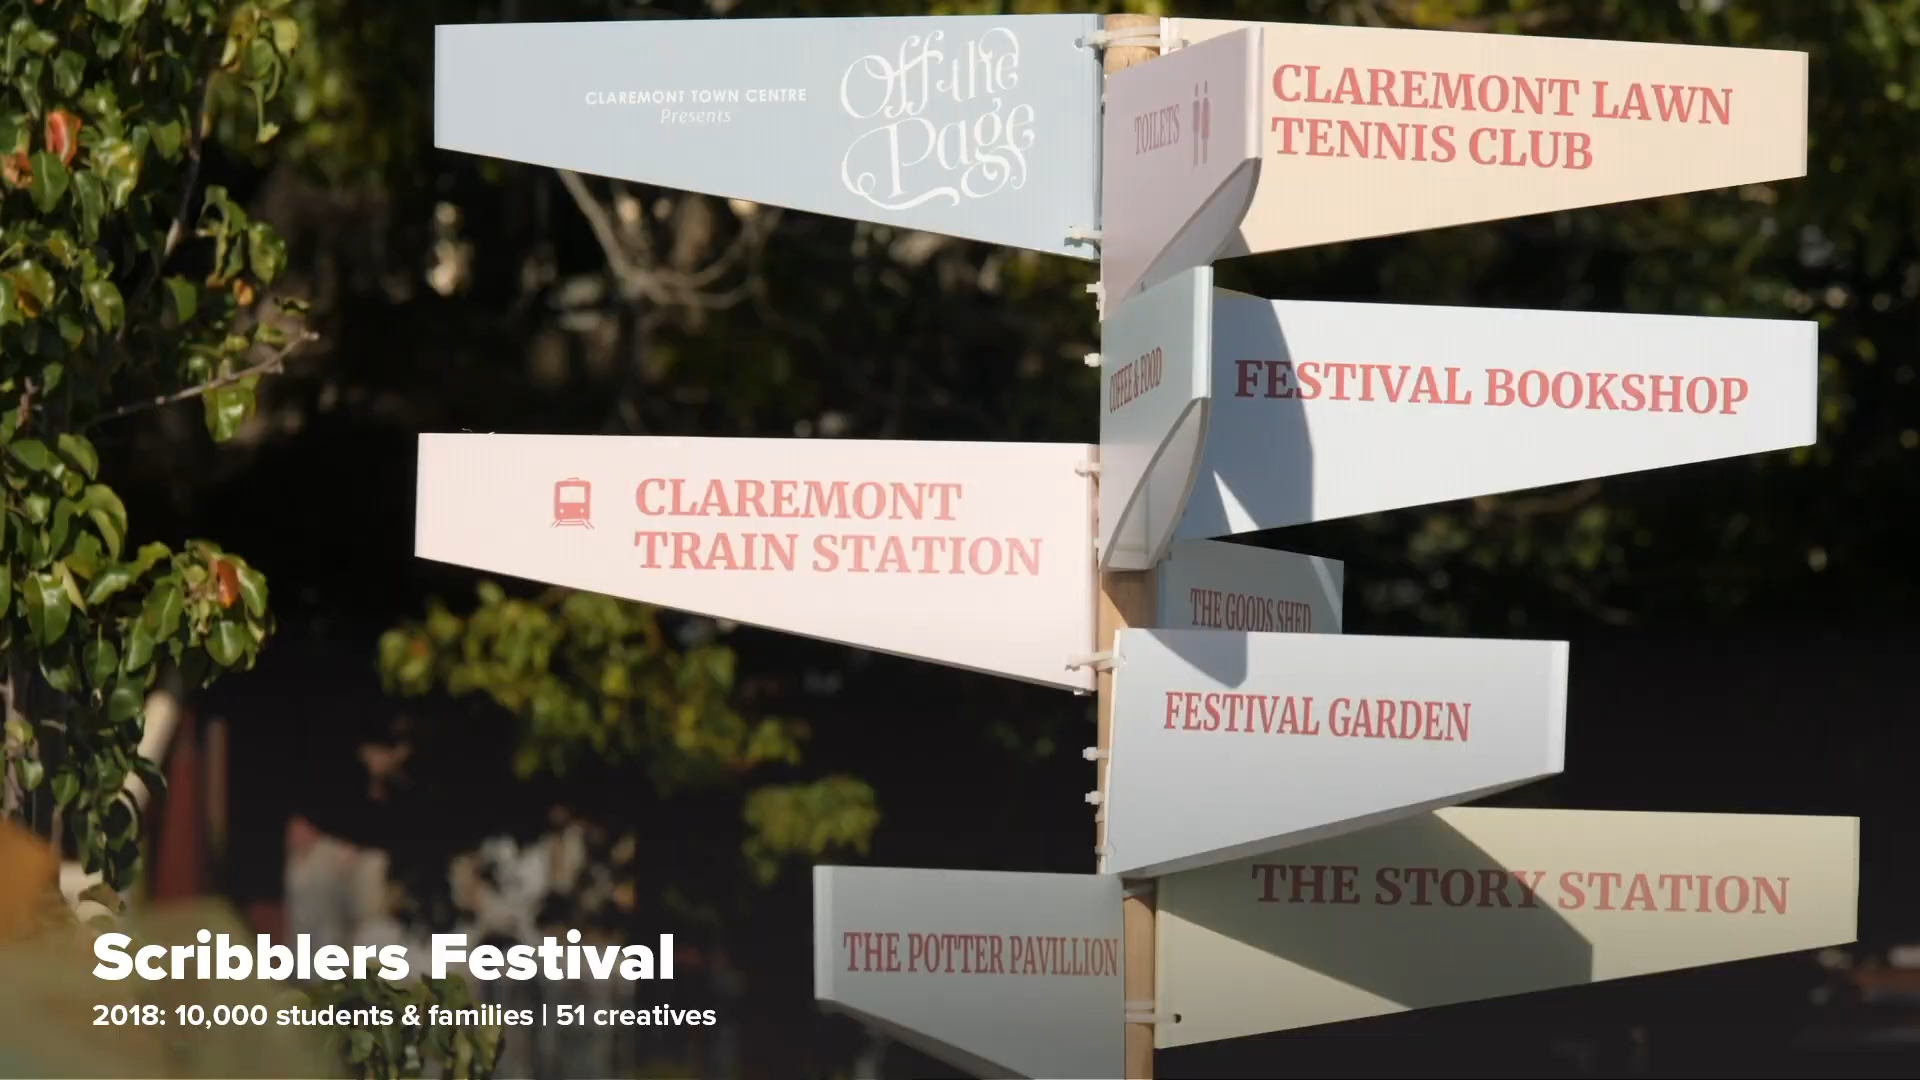 CLAREMONT TOWN CENTRE
Presents
Off the
Page
TOILETS
CLAREMONT LAWN
TENNIS CLUB
COFFEE & FOOD
FESTIVAL BOOKSHOP
CLAREMONT
TRAIN STATION
THE GOODS SHED
FESTIVAL GARDEN
THE STORY STATION
THE POTTER PAVILLION
Scribblers Festival
2018: 10,000 students & families | 51 creatives